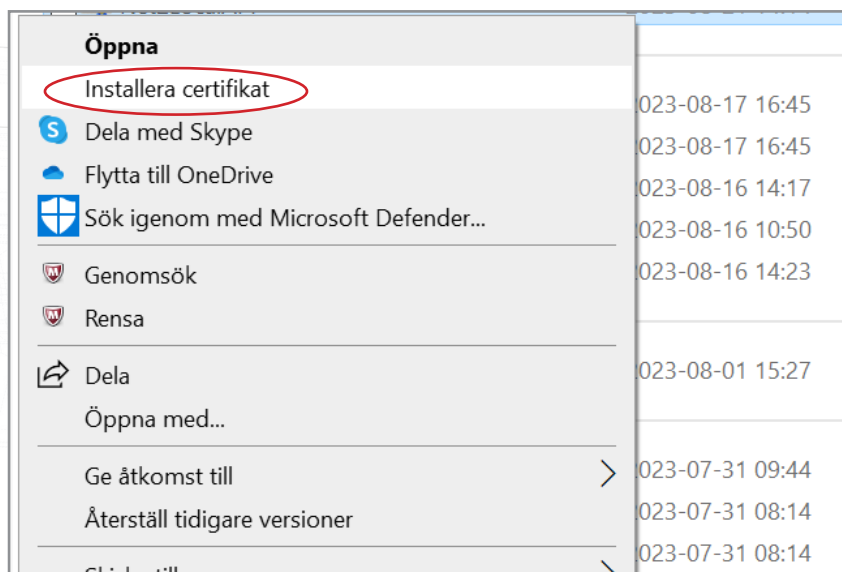 Öppna
Installera certifikat
2023-08-17 16:45
Dela med Skype
2023-08-17 16:45
Flytta till OneDrive
2023-08-16 14:17
Sök igenom med Microsoft Defender...
2023-08-16 10:50
Genomsök
2023-08-16 14:23
Rensa
Dela
2023-08-01 15:27
Öppna med...
Ge åtkomst till
2023-07-31 09:44
Återställ tidigare versioner
2023-07-31 08:14
2023-07-31 08:14